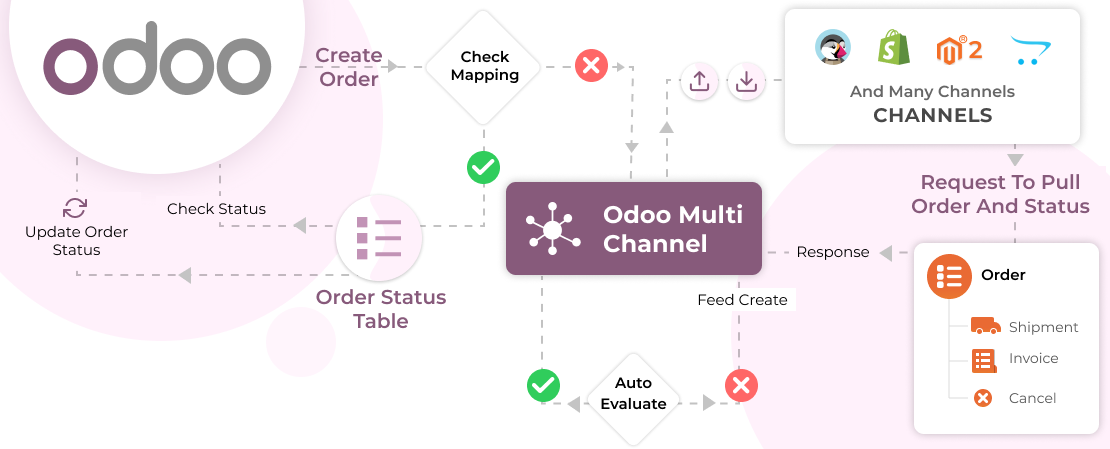 odoo
Create
Order
Check
Mapping
2
And Many Channels
CHANNELS
Request To Pull
Order And Status
Check Status
Update Order
Status
Order Status
Table
Odoo Multi
Channel
Response
Feed Create
Order
Shipment
Invoice
Cancel
Auto
Evaluate